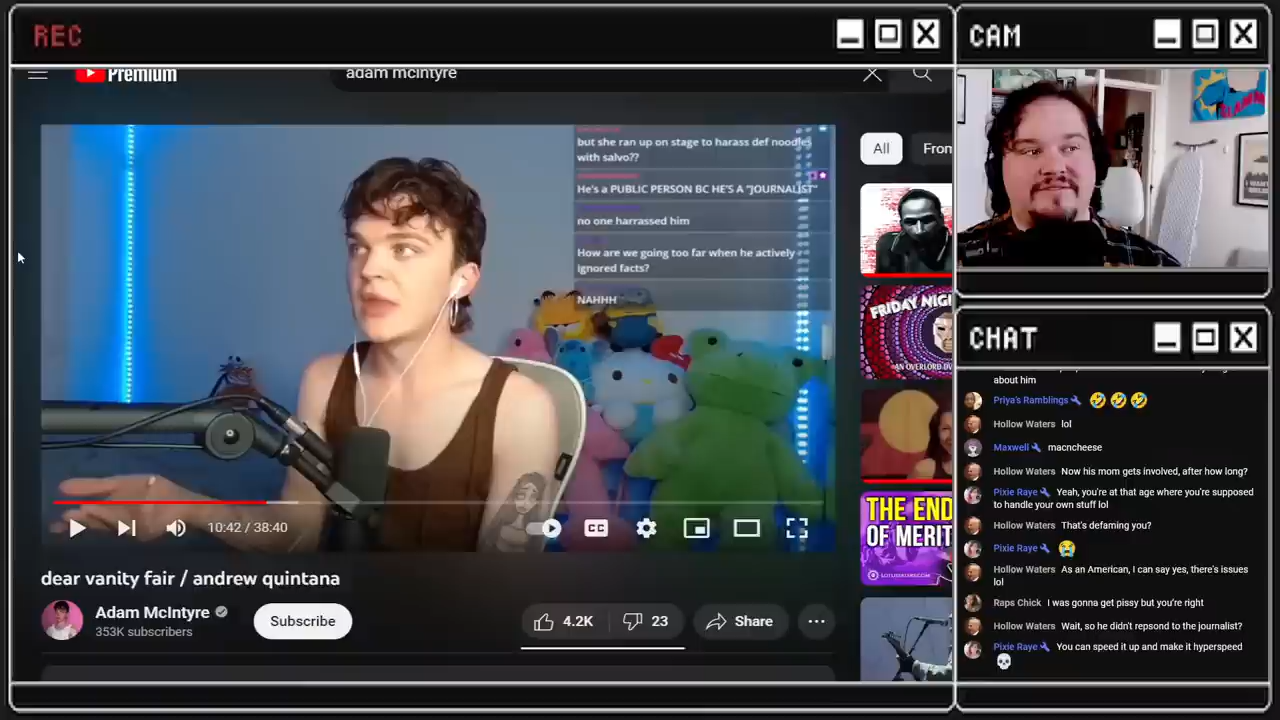 REC
Premium
adam mcintyre
but she ran up on stage to harass def noodles
with salvo??
He's a PUBLIC PERSON BC HE'S A "JOURNALIST"
no one harrassed him
How are we going too far when he actively
ignored facts?
NAHHH
10:42 / 38:40
CC
dear vanity fair / andrew quintana
Adam McIntyre
353K subscribers
Subscribe
4.2K
23
Share
All
From
FRIDAY NIG
THE END
OF MERIT
CAM
CHAT
about him
Priya's Ramblings
Hollow Waters lol
Maxwell macncheese
Hollow Waters Now his mom gets involved, after how long?
Pixie Raye Yeah, you're at that age where you're supposed
to handle your own stuff lol
Hollow Waters That's defaming you?
Pixie Raye
Hollow Waters As an American, I can say yes, there's issues
lol
Raps Chick I was gonna get pissy but you're right
Hollow Waters Wait, so he didn't repsond to the journalist?
Pixie Raye You can speed it up and make it hyperspeed